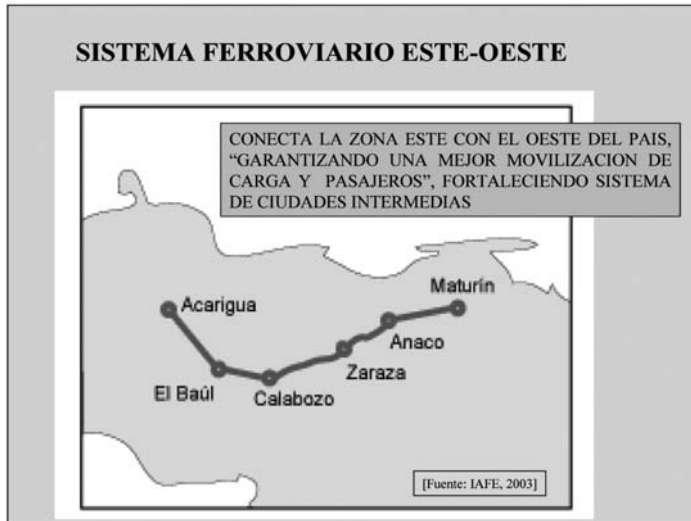 SISTEMA FERROVIARIO ESTE-OESTE
CONECTA LA ZONA ESTE CON EL OESTE DEL PAIS,
“GARANTIZANDO UNA MEJOR MOVILIZACION DE
CARGA Y PASAJEROS”, FORTALECIENDO SISTEMA
DE CIUDADES INTERMEDIAS
Maturín
Acarigua
Anaco
Zaraza
El Baúl
Calabozo
[Fuente: IAFE, 2003]